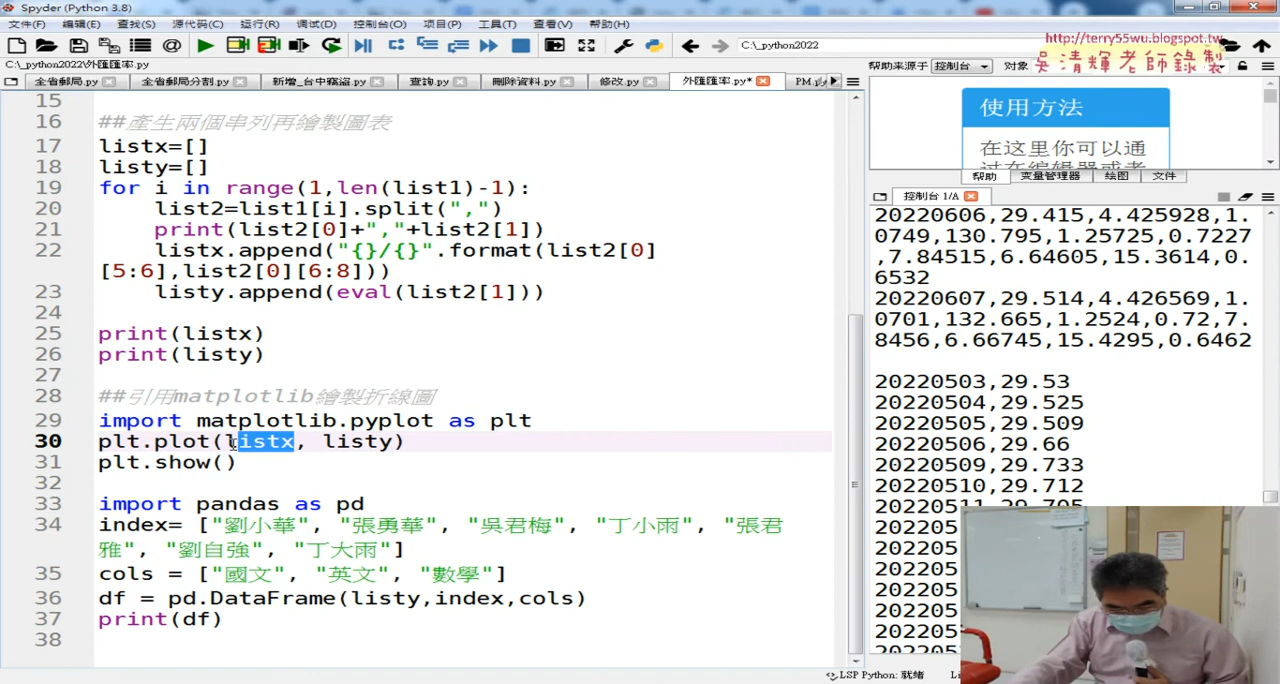 Spyder (Python 3.8)
文件(F) 编辑(E) 查找(S) 源代码(C) 运行(R) 调试(D) 控制台(O) 项目(P) 工具(T) 查看(V) 帮助(H)
C:\_python2022
http://terry55wu.blogspot.tw
C:\_python2022\外匯匯率.py
帮助来源于 控制台 对象
吳清輝老師錄製
全省郵局.py 全省郵局分割.py 新增_台中竊盜.py 查詢.py 刪除資料.py 修改.py 外匯匯率.py*
使用方法
在这里你可以通
帮助 变量管理器 绘图 文件
控制台 1/A
15
16 ##產生兩個串列再繪製圖表
17 listx=[]
18 listy=[]
19 for i in range(1,len(list1)-1):
20 list2=list1[i].split(",")
21 print(list2[0]+","+list2[1])
22 listx.append("{}/{}".format(list2[0]
[5:6],list2[0][6:8]))
23 listy.append(eval(list2[1]))
24
25 print(listx)
26 print(listy)
27
28 ##引用matplotlib繪製折線圖
29 import matplotlib.pyplot as plt
30 plt.plot(listx, listy)
31 plt.show()
32
33 import pandas as pd
34 index= ["劉小華", "張勇華", "吳君梅", "丁小雨", "張君
雅", "劉自強", "丁大雨"]
35 cols = ["國文", "英文", "數學"]
36 df = pd.DataFrame(listy,index,cols)
37 print(df)
38
20220606,29.415,4.425928,1.
0749,130.795,1.25725,0.7227
,7.84515,6.64605,15.3614,0.
6532
20220607,29.514,4.426569,1.
0701,132.665,1.2524,0.72,7.
8456,6.66745,15.4295,0.6462
20220503,29.53
20220504,29.525
20220505,29.509
20220506,29.66
20220509,29.733
20220510,29.712
LSP Python: 就绪